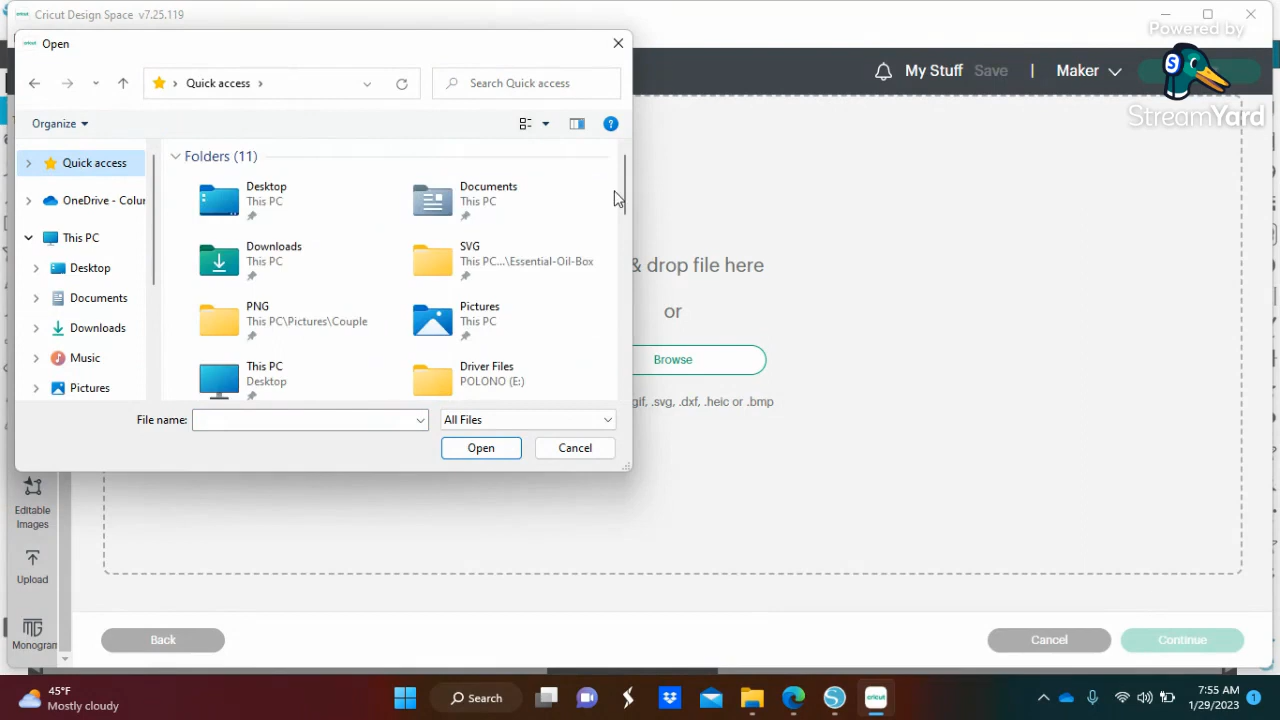 Cricut Design Space v7.25.119
Powered by
StreamYard
My Stuff Save | Maker
cricut Open
Quick access
Search Quick access
Organize
Quick access
OneDrive - Colur
This PC
Desktop
Documents
Downloads
Music
Pictures
Folders (11)
Desktop
This PC
Documents
This PC
Downloads
This PC
SVG
This PC...\Essential-Oil-Box
PNG
This PC\Pictures\Couple
Pictures
This PC
This PC
Desktop
Driver Files
POLONO (E:)
File name:
All Files
Open Cancel
& drop file here
or
Browse
gif, .svg, .dxf, .heic or .bmp
Editable
Images
Upload
Monogram
Back Cancel Continue
45°F
Mostly cloudy
Search
cricut
7:55 AM
1/29/2023
1